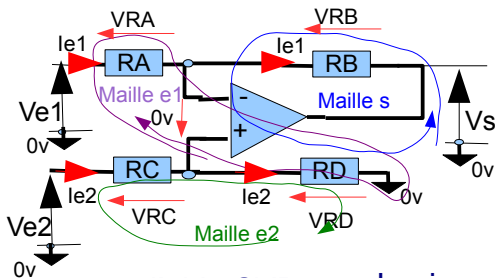 VRA VRB
Ie1 Ie1
RA RB
Maille e1 Maille s
- 
0v
+
Ve1 Vs
0v 0v
RC RD
0v
Ie2 Ie2
VRC VRD
Ve2 Maille e2
0v